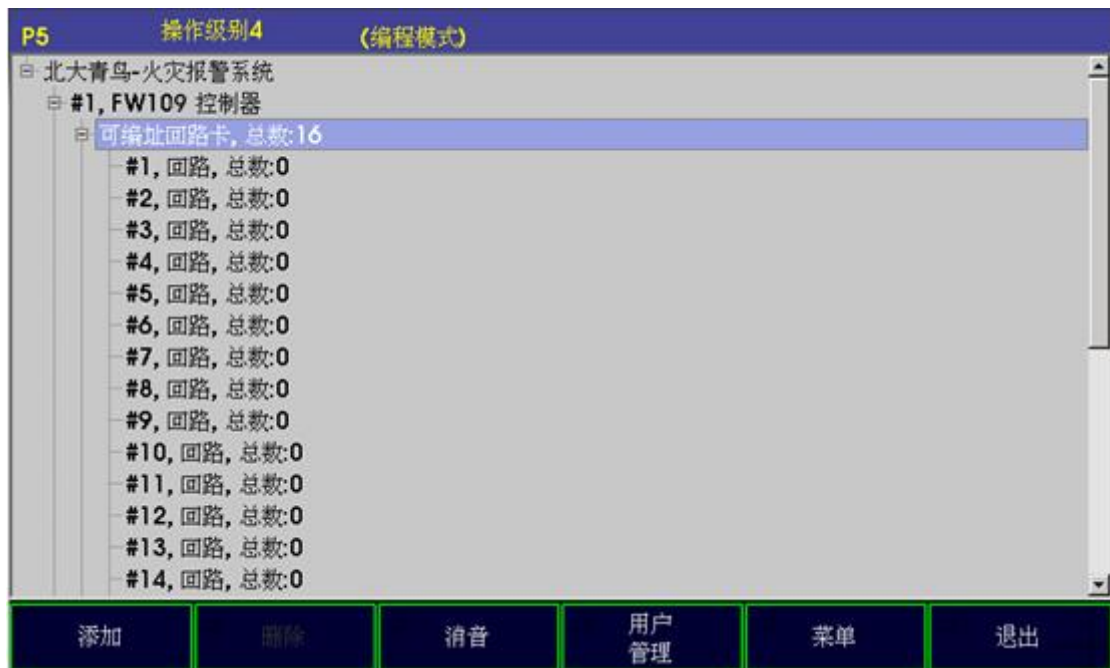 P5 操作级别4 (编程模式)
北大青鸟-火灾报警系统
#1, FW109 控制器
可编址回路卡, 总数:16
#1, 回路, 总数:0
#2, 回路, 总数:0
#3, 回路, 总数:0
#4, 回路, 总数:0
#5, 回路, 总数:0
#6, 回路, 总数:0
#7, 回路, 总数:0
#8, 回路, 总数:0
#9, 回路, 总数:0
#10, 回路, 总数:0
#11, 回路, 总数:0
#12, 回路, 总数:0
#13, 回路, 总数:0
#14, 回路, 总数:0
添加 删除 消音 用户 菜单 退出
管理